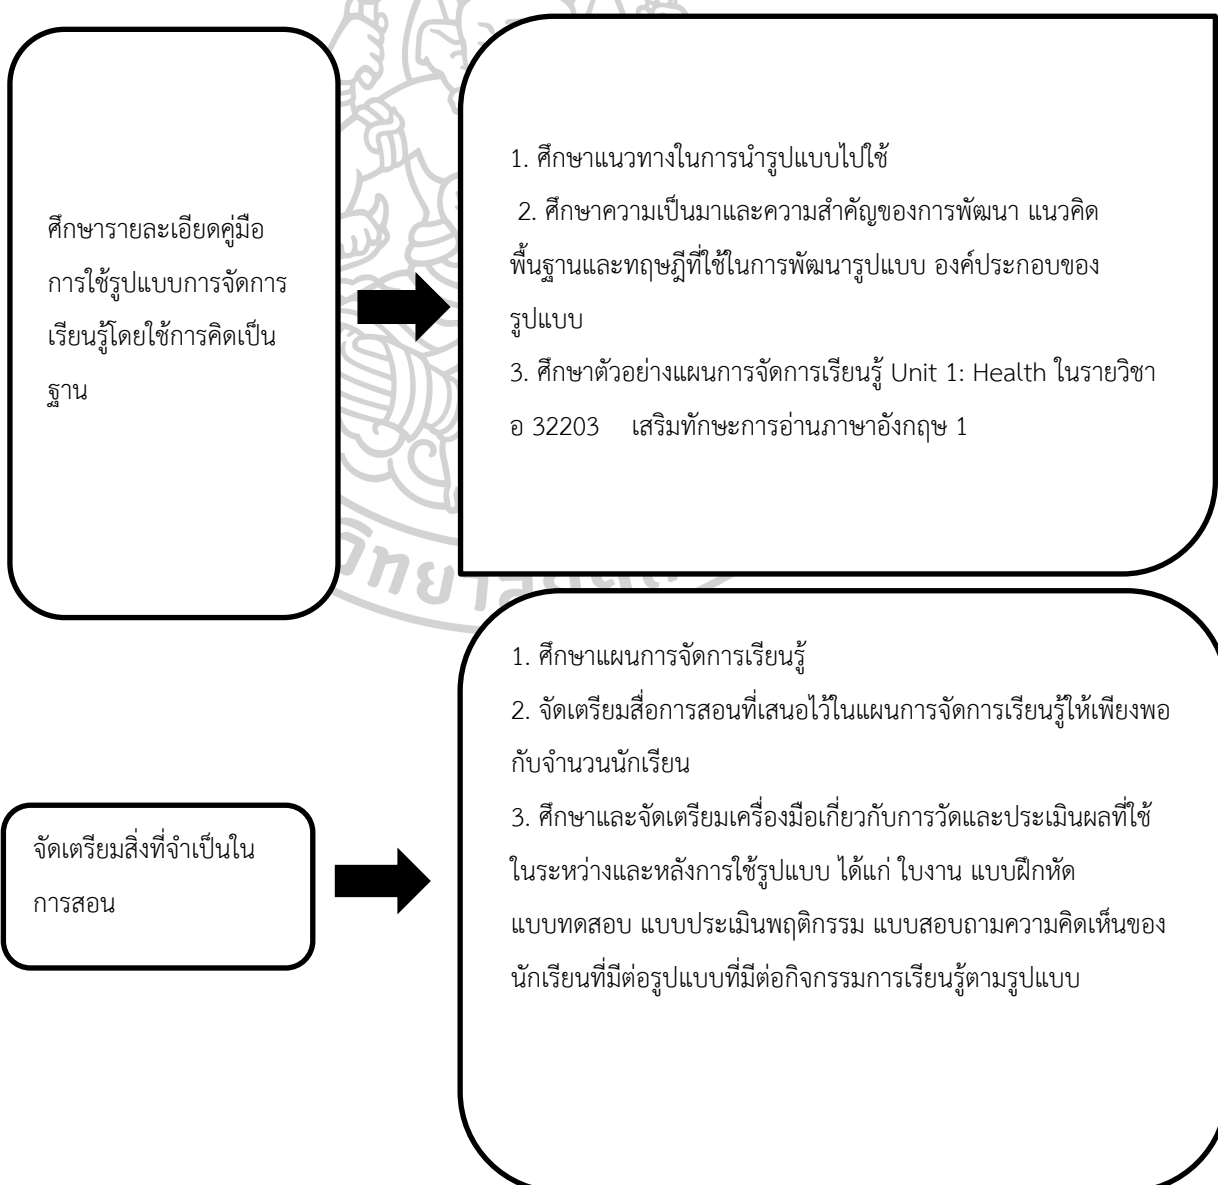 ศึกษารายละเอียดคู่มือ
การใช้รูปแบบการจัดการ
เรียนรู้โดยใช้การคิดเป็น
ฐาน
1. ศึกษาแนวทางในการนำรูปแบบไปใช้
2. ศึกษาความเป็นมาและความสำคัญของการพัฒนา แนวคิด
พื้นฐานและทฤษฎีที่ใช้ในการพัฒนารูปแบบ องค์ประกอบของ
รูปแบบ
3. ศึกษาตัวอย่างแผนการจัดการเรียนรู้ Unit 1: Health ในรายวิชา
อ 32203 เสริมทักษะการอ่านภาษาอังกฤษ 1
จัดเตรียมสิ่งที่จำเป็นใน
การสอน
1. ศึกษาแผนการจัดการเรียนรู้
2. จัดเตรียมสื่อการสอนที่เสนอไว้ในแผนการจัดการเรียนรู้ให้เพียงพอ
กับจำนวนนักเรียน
3. ศึกษาและจัดเตรียมเครื่องมือเกี่ยวกับการวัดและประเมินผลที่ใช้
ในระหว่างและหลังการใช้รูปแบบ ได้แก่ ใบงาน แบบฝึกหัด
แบบทดสอบ แบบประเมินพฤติกรรม แบบสอบถามความคิดเห็นของ
นักเรียนที่มีต่อรูปแบบที่มีต่อกิจกรรมการเรียนรู้ตามรูปแบบ